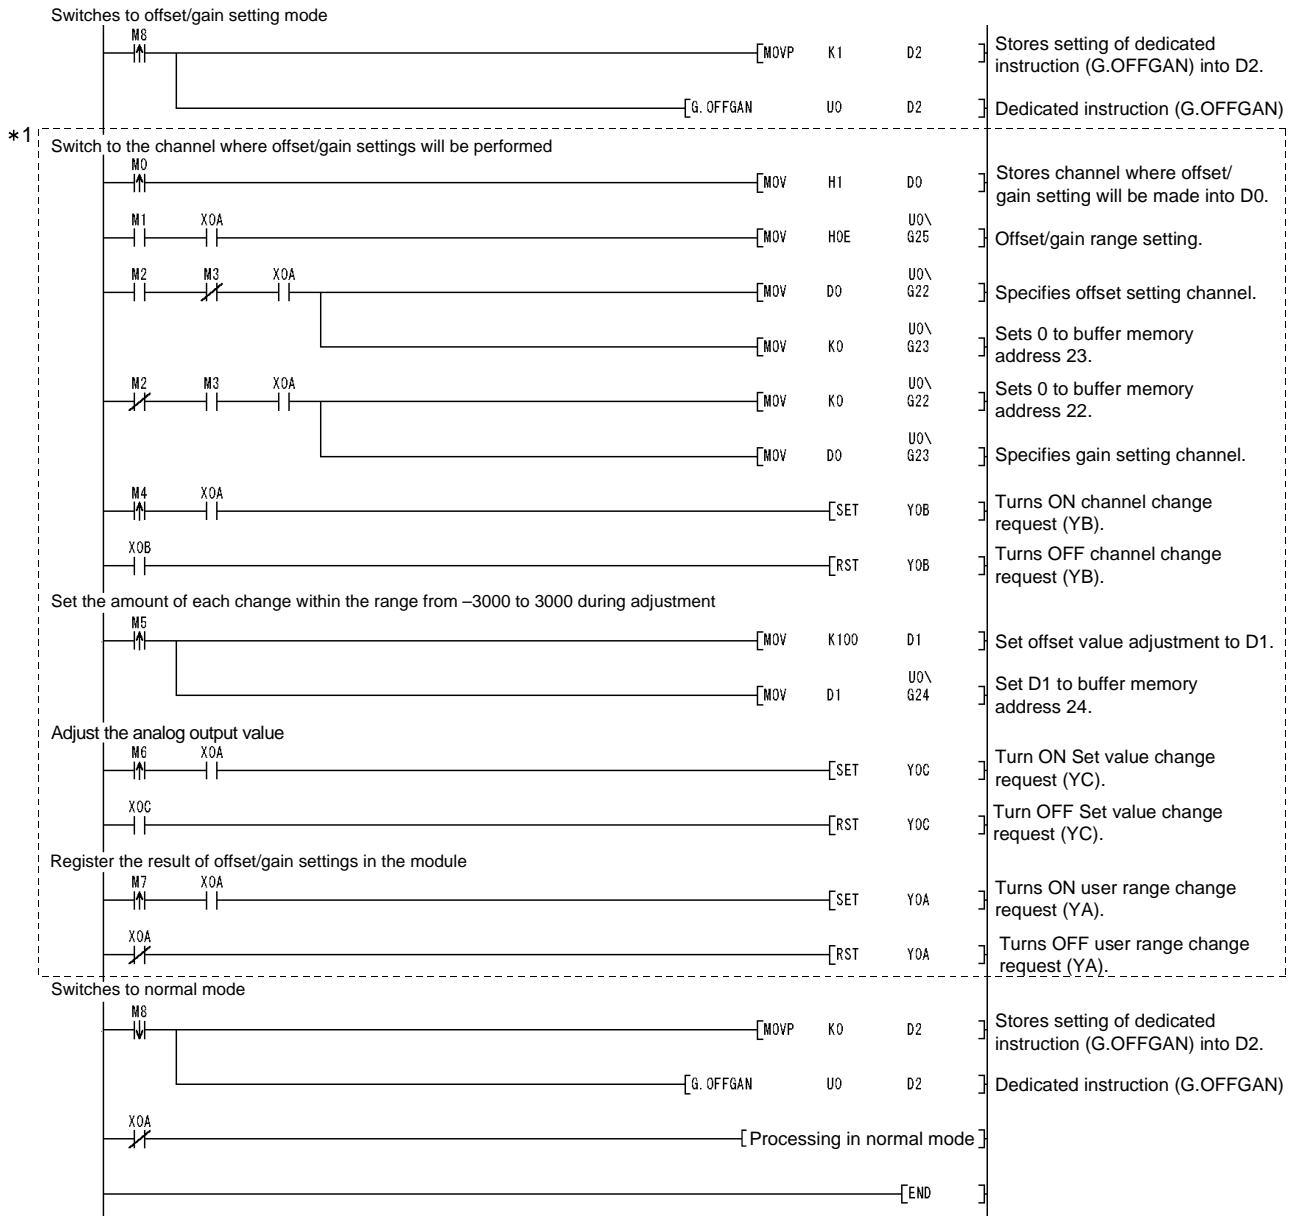 Switches to offset/gain setting mode
M8
MOVP K1 D2
Stores setting of dedicated
instruction (G.OFFGAN) into D2.
G.OFFGAN U0 D2
Dedicated instruction (G.OFFGAN)
*1
Switch to the channel where offset/gain settings will be performed
M0
MOV H1 D0
Stores channel where offset/
gain setting will be made into D0.
M1 X0A
U0\
MOV H0E G25
Offset/gain range setting.
M2 M3 X0A
U0\
MOV D0 G22
Specifies offset setting channel.
U0\
MOV K0 G23
Sets 0 to buffer memory
address 23.
M2 M3 X0A
U0\
MOV K0 G22
Sets 0 to buffer memory
address 22.
U0\
MOV D0 G23
Specifies gain setting channel.
M4 X0A
SET Y0B
Turns ON channel change
request (YB).
X0B
RST Y0B
Turns OFF channel change
request (YB).
Set the amount of each change within the range from –3000 to 3000 during adjustment
M5
MOV K100 D1
Set offset value adjustment to D1.
U0\
MOV D1 G24
Set D1 to buffer memory
address 24.
Adjust the analog output value
M6 X0A
SET Y0C
Turn ON Set value change
request (YC).
X0C
RST Y0C
Turn OFF Set value change
request (YC).
Register the result of offset/gain settings in the module
M7 X0A
SET Y0A
Turns ON user range change
request (YA).
X0A
RST Y0A
Turns OFF user range change
request (YA).
Switches to normal mode
M8
MOVP K0 D2
Stores setting of dedicated
instruction (G.OFFGAN) into D2.
G.OFFGAN U0 D2
Dedicated instruction (G.OFFGAN)
X0A
Processing in normal mode
END